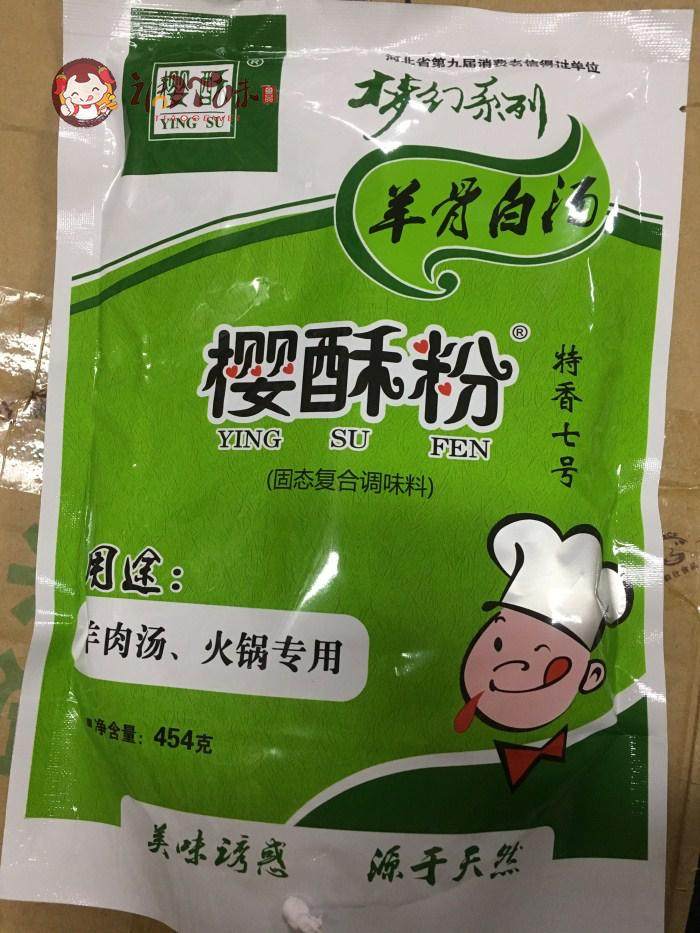 樱酥®
YING SU
TIAOGEWEI
河北省第九届消费者值得过单位
梦幻系列
羊骨白汤
樱酥粉®
YING SU FEN
特香七号
(固态复合调味料)
用途:
羊肉汤、火锅专用
净含量: 454克
美味诱惑 源于天然